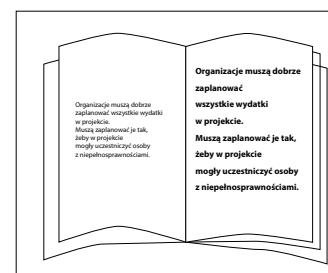 Organizacje muszą dobrze
zaplanować wszystkie wydatki
w projekcie.
Muszą zaplanować je tak,
żeby w projekcie
mogły uczestniczyć osoby
z niepełnosprawnościami.
Organizacje muszą dobrze
zaplanować
wszystkie wydatki
w projekcie.
Muszą zaplanować je tak,
żeby w projekcie
mogły uczestniczyć osoby
z niepełnosprawnościami.